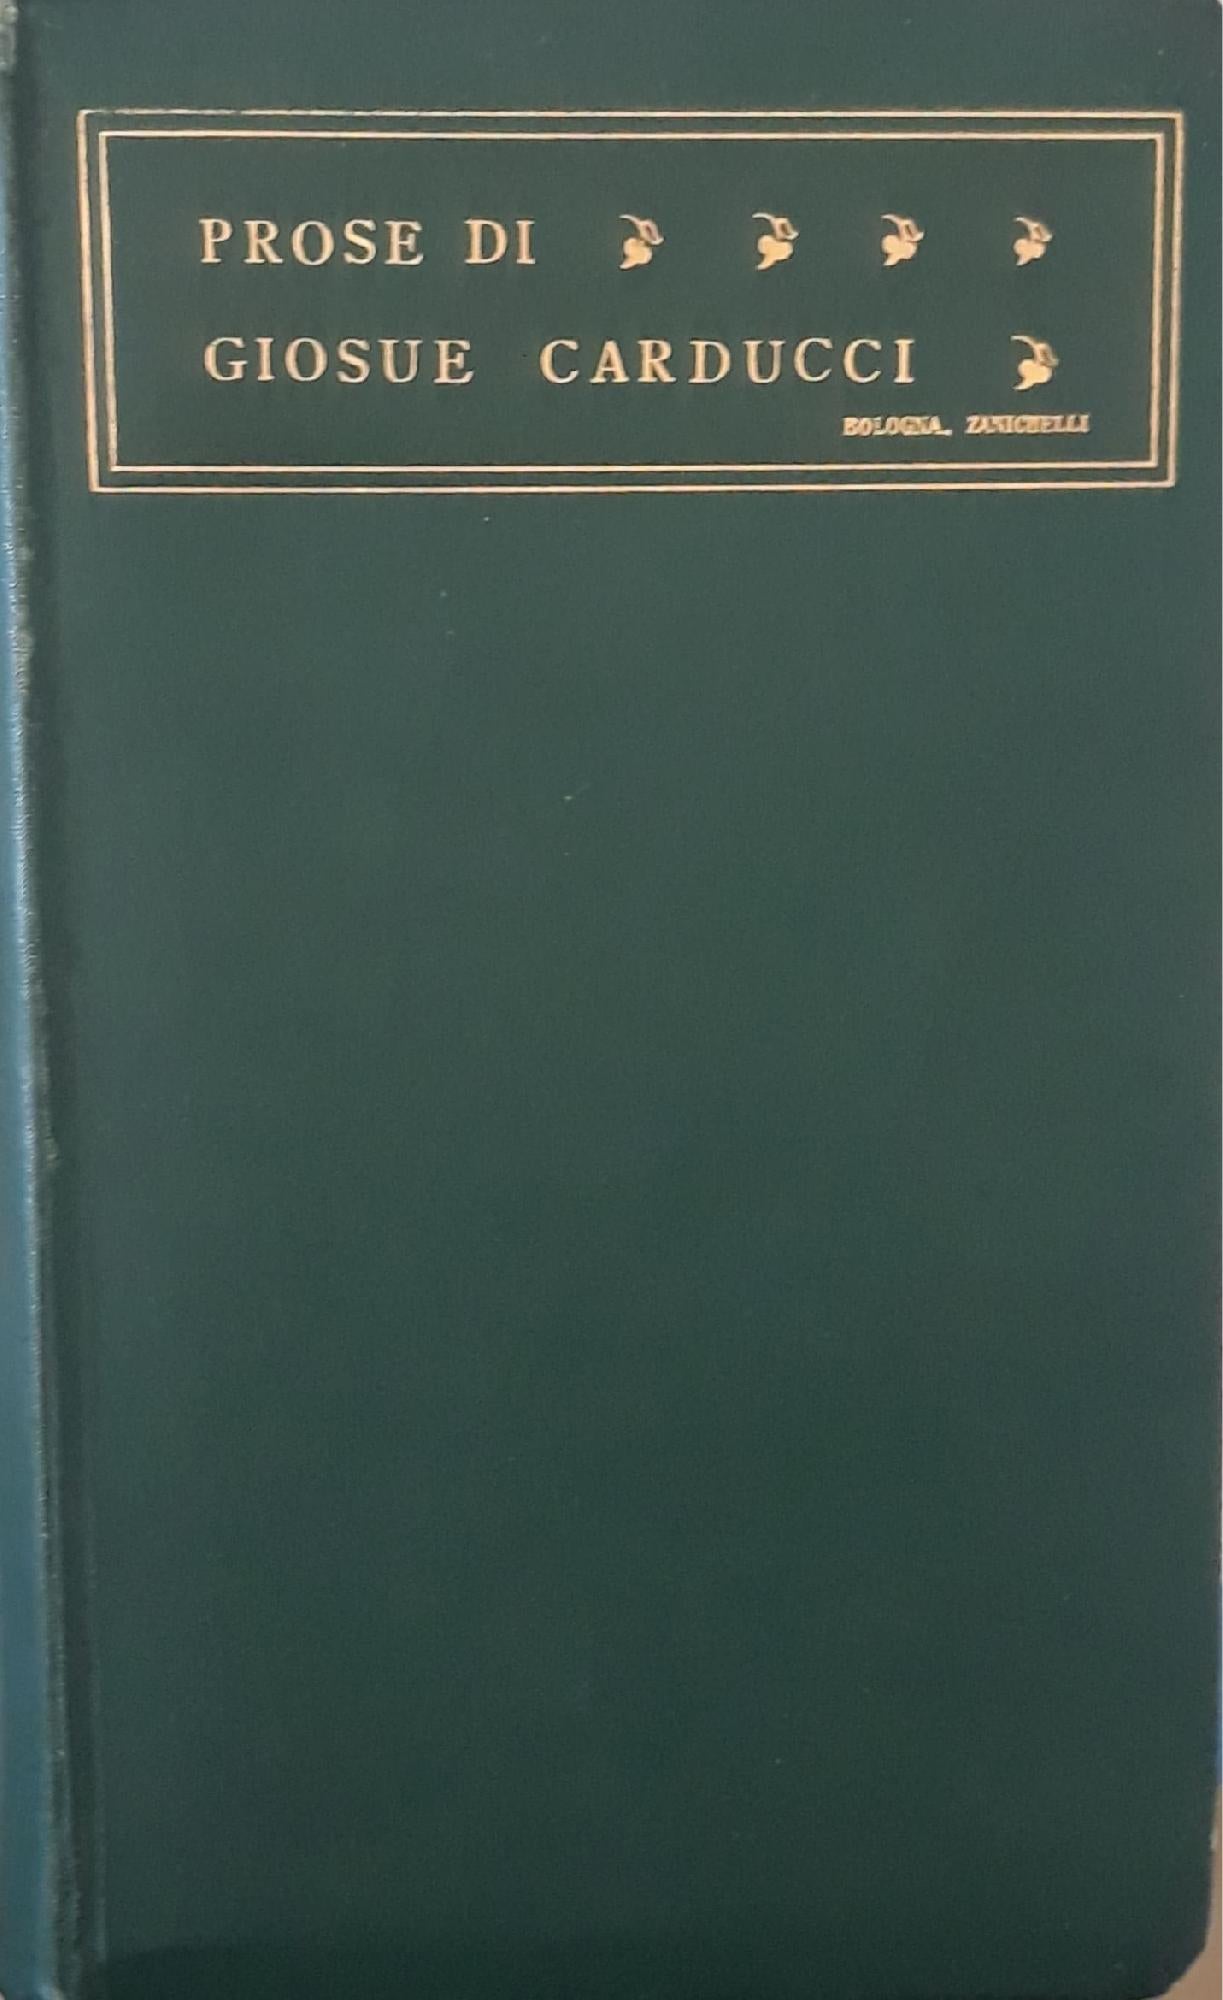 PROSE DI
GIOSUE CARDUCCI
BOLOGNA, ZANICHELLI